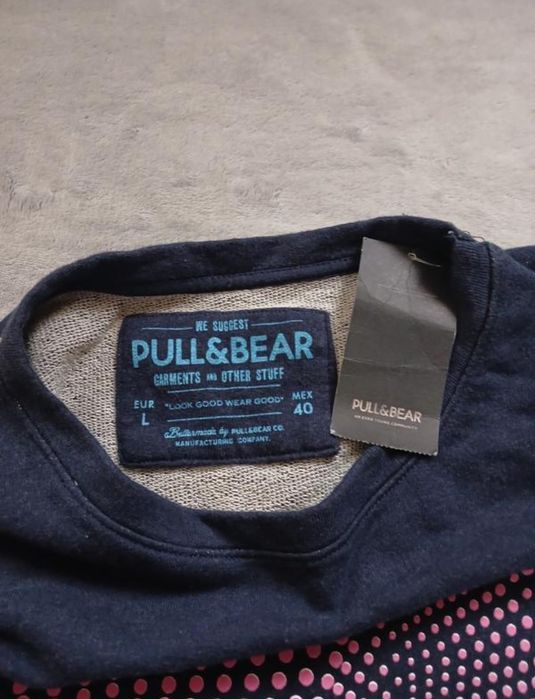 WE SUGGEST
PULL&BEAR
GARMENTS AND OTHER STUFF
EUR
L
"LOOK GOOD WEAR GOOD"
MEX
40
a Bettermade by PULL&BEAR CO.
MANUFACTURING COMPANY.
PULL&BEAR